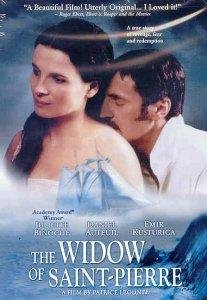 "A Beautiful Film! Utterly Original... I Loved it!"
– Roger Ebert, Ebert & Roeper and the Movies
A true story of
revenge, fear
and redemption
Academy Award®
Winner
JULIETTE BINOCHE
DANIEL AUTEUIL
EMIR KUSTURICA
THE WIDOW
OF SAINT-PIERRE
A FILM BY PATRICE LECONTE